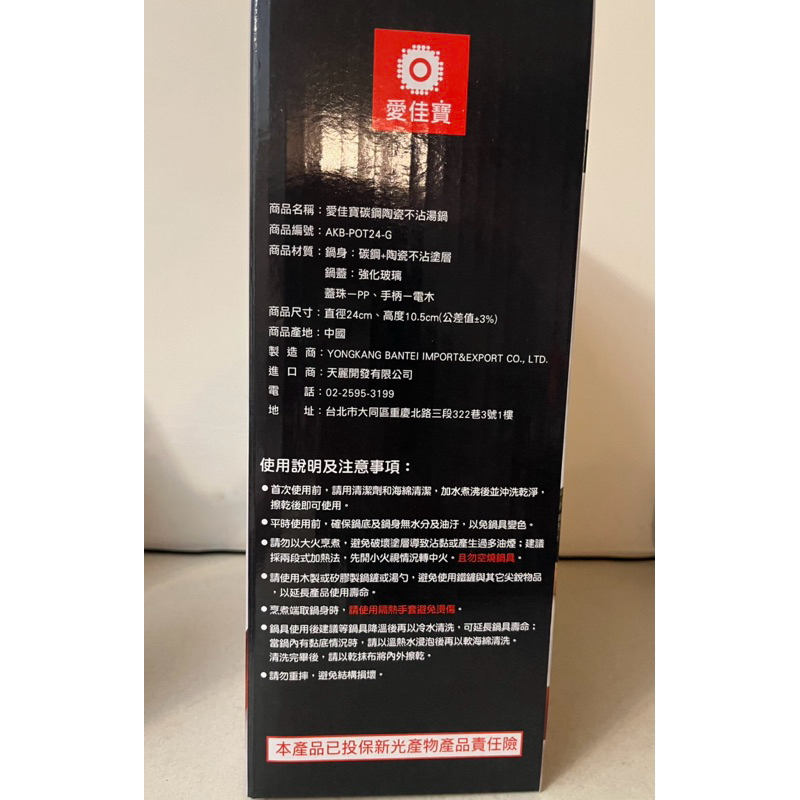 愛佳寶
商品名稱：愛佳寶碳鋼陶瓷不沾湯鍋
商品編號：AKB-POT24-G
商品材質：鍋身：碳鋼+陶瓷不沾塗層
鍋蓋：強化玻璃
蓋珠－PP、手柄－電木
商品尺寸：直徑24cm、高度10.5cm(公差值±3%)
商品產地：中國
製造商：YONGKANG BANTEI IMPORT&EXPORT CO., LTD.
進口商：天麗開發有限公司
電話：02-2595-3199
地址：台北市大同區重慶北路三段322巷3號1樓
使用說明及注意事項：
●首次使用前，請用清潔劑和海綿清潔，加水煮沸後並沖洗乾淨，
擦乾後即可使用。
●平時使用前，確保鍋底及鍋身無水分及油汙，以免鍋具變色。
●請勿以大火烹煮，避免破壞塗層導致沾黏或產生過多油煙；建議
採兩段式加熱法，先開小火視情況轉中火。且勿空燒鍋具。
●請使用木製或矽膠製鍋鏟或湯勺，避免使用鐵鏟與其它尖銳物品
，以延長產品使用壽命。
●烹煮端取鍋身時，請使用隔熱手套避免燙傷。
●鍋具使用後建議等鍋具降溫後再以冷水清洗，可延長鍋具壽命；
當鍋內有黏底情況時，請以溫熱水浸泡後再以軟海綿清洗。
清洗完畢後，請以乾抹布將內外擦乾。
●請勿重摔，避免結構損壞。
本產品已投保新光產物產品責任險